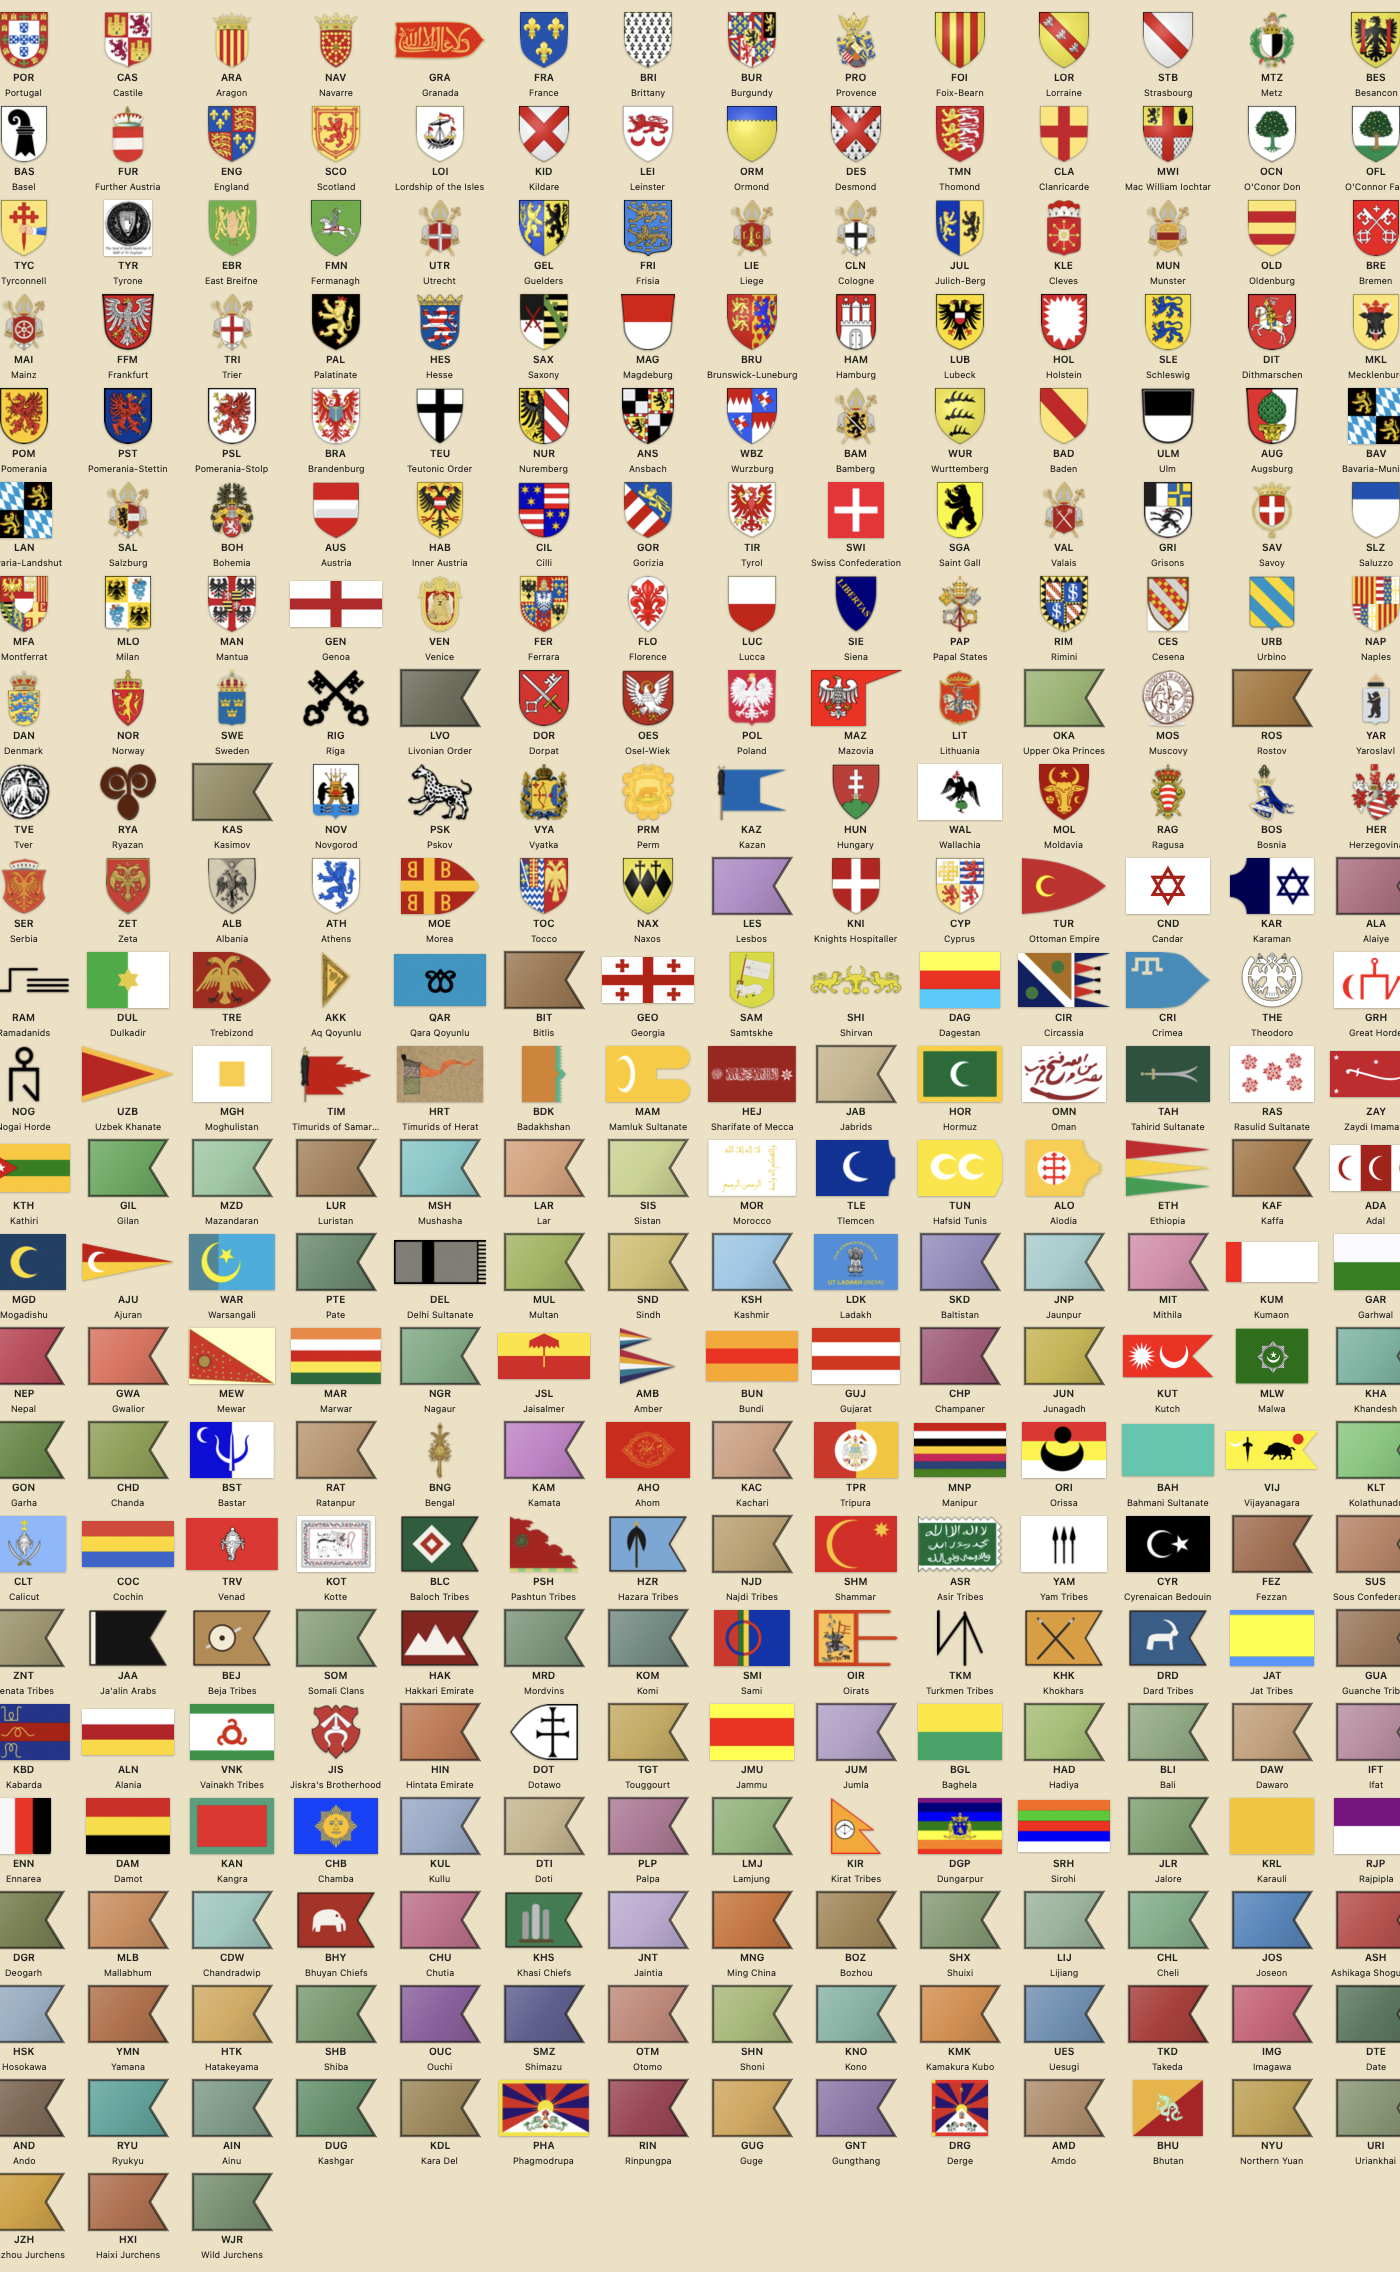 POR CAS ARA NAV GRA FRA BRI BUR PRO FOI LOR STB MTZ BES
Portugal Castile Aragon Navarre Granada France Brittany Burgundy Provence Foix-Bearn Lorraine Strasbourg Metz Besancon
BAS FUR ENG SCO LOI KID LEI ORM DES TMN CLA MWI OCN OFL
Basel Further Austria England Scotland Lordship of the Isles Kildare Leinster Ormond Desmond Thomond Clanricarde Mac William Iochtar O'Conor Don O'Connor Fa
TYC TYR EBR FMN UTR GEL FRI LIE CLN JUL KLE MUN OLD BRE
Tyrconnell Tyrone East Breifne Fermanagh Utrecht Guelders Frisia Liege Cologne Julich-Berg Cleves Munster Oldenburg Bremen
MAI FFM TRI PAL HES SAX MAG BRU HAM LUB HOL SLE DIT MKL
Mainz Frankfurt Trier Palatinate Hesse Saxony Magdeburg Brunswick-Luneburg Hamburg Lubeck Holstein Schleswig Dithmarschen Mecklenbur
POM PST PSL BRA TEU NUR ANS WBZ BAM WUR BAD ULM AUG BAV
Pomerania Pomerania-Stettin Pomerania-Stolp Brandenburg Teutonic Order Nuremberg Ansbach Wurzburg Bamberg Wurttemberg Baden Ulm Augsburg Bavaria-Muni
LAN SAL BOH AUS HAB CIL GOR TIR SWI SGA VAL GRI SAV SLZ
aria-Landshut Salzburg Bohemia Austria Inner Austria Cilli Gorizia Tyrol Swiss Confederation Saint Gall Valais Grisons Savoy Saluzzo
LIBERTAS
MFA MLO MAN GEN VEN FER FLO LUC SIE PAP RIM CES URB NAP
Montferrat Milan Mantua Genoa Venice Ferrara Florence Lucca Siena Papal States Rimini Cesena Urbino Naples
DAN NOR SWE RIG LVO DOR OES POL MAZ LIT OKA MOS ROS YAR
Denmark Norway Sweden Riga Livonian Order Dorpat Osel-Wiek Poland Mazovia Lithuania Upper Oka Princes Muscovy Rostov Yaroslavl
TVE RYA KAS NOV PSK VYA PRM KAZ HUN WAL MOL RAG BOS HER
Tver Ryazan Kasimov Novgorod Pskov Vyatka Perm Kazan Hungary Wallachia Moldavia Ragusa Bosnia Herzegovin
SER ZET ALB ATH MOE TOC NAX LES KNI CYP TUR CND KAR ALA
Serbia Zeta Albania Athens Morea Tocco Naxos Lesbos Knights Hospitaller Cyprus Ottoman Empire Candar Karaman Alaiye
RAM DUL TRE AKK QAR BIT GEO SAM SHI DAG CIR CRI THE GRH
Ramadanids Dulkadir Trebizond Aq Qoyunlu Qara Qoyunlu Bitlis Georgia Samtskhe Shirvan Dagestan Circassia Crimea Theodoro Great Horde
NOG UZB MGH TIM HRT BDK MAM HEJ JAB HOR OMN TAH RAS ZAY
Nogai Horde Uzbek Khanate Moghulistan Timurids of Samar... Timurids of Herat Badakhshan Mamluk Sultanate Sharifate of Mecca Jabrids Hormuz Oman Tahirid Sultanate Rasulid Sultanate Zaydi Imama
KTH GIL MZD LUR MSH LAR SIS MOR TLE TUN ALO ETH KAF ADA
Kathiri Gilan Mazandaran Luristan Mushasha Lar Sistan Morocco Tlemcen Hafsid Tunis Alodia Ethiopia Kaffa Adal
UT LADAKH (INDIA)
MGD AJU WAR PTE DEL MUL SND KSH LDK SKD JNP MIT KUM GAR
Mogadishu Ajuran Warsangali Pate Delhi Sultanate Multan Sindh Kashmir Ladakh Baltistan Jaunpur Mithila Kumaon Garhwal
NEP GWA MEW MAR NGR JSL AMB BUN GUJ CHP JUN KUT MLW KHA
Nepal Gwalior Mewar Marwar Nagaur Jaisalmer Amber Bundi Gujarat Champaner Junagadh Kutch Malwa Khandesh
GON CHD BST RAT BNG KAM AHO KAC TPR MNP ORI BAH VIJ KLT
Garha Chanda Bastar Ratanpur Bengal Kamata Ahom Kachari Tripura Manipur Orissa Bahmani Sultanate Vijayanagara Kolathunadu
CLT COC TRV KOT BLC PSH HZR NJD SHM ASR YAM CYR FEZ SUS
Calicut Cochin Venad Kotte Baloch Tribes Pashtun Tribes Hazara Tribes Najdi Tribes Shammar Asir Tribes Yam Tribes Cyrenaican Bedouin Fezzan Sous Confedera
ZNT JAA BEJ SOM HAK MRD KOM SMI OIR TKM KHK DRD JAT GUA
enata Tribes Ja'alin Arabs Beja Tribes Somali Clans Hakkari Emirate Mordvins Komi Sami Oirats Turkmen Tribes Khokhars Dard Tribes Jat Tribes Guanche Trib
KBD ALN VNK JIS HIN DOT TGT JMU JUM BGL HAD BLI DAW IFT
Kabarda Alania Vainakh Tribes Jiskra's Brotherhood Hintata Emirate Dotawo Touggourt Jammu Jumla Baghela Hadiya Bali Dawaro Ifat
ENN DAM KAN CHB KUL DTI PLP LMJ KIR DGP SRH JLR KRL RJP
Ennarea Damot Kangra Chamba Kullu Doti Palpa Lamjung Kirat Tribes Dungarpur Sirohi Jalore Karauli Rajpipla
DGR MLB CDW BHY CHU KHS JNT MNG BOZ SHX LIJ CHL JOS ASH
Deogarh Mallabhum Chandradwip Bhuyan Chiefs Chutia Khasi Chiefs Jaintia Ming China Bozhou Shuixi Lijiang Cheli Joseon Ashikaga Shogu
HSK YMN HTK SHB OUC SMZ OTM SHN KNO KMK UES TKD IMG DTE
Hosokawa Yamana Hatakeyama Shiba Ouchi Shimazu Otomo Shoni Kono Kamakura Kubo Uesugi Takeda Imagawa Date
AND RYU AIN DUG KDL PHA RIN GUG GNT DRG AMD BHU NYU URI
Ando Ryukyu Ainu Kashgar Kara Del Phagmodrupa Rinpungpa Guge Gungthang Derge Amdo Bhutan Northern Yuan Uriankhai
JZH HXI WJR
zhou Jurchens Haixi Jurchens Wild Jurchens